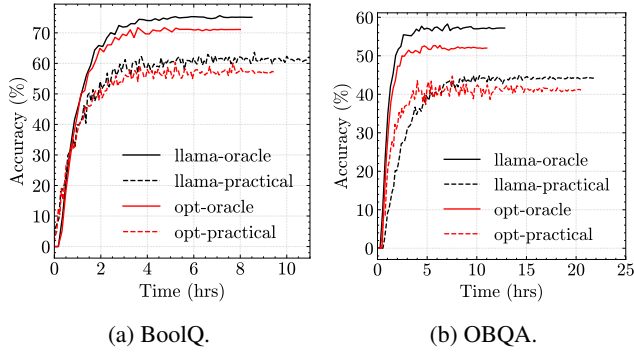 70
60
50
40
30
20
10
0
Accuracy (%)
llama-oracle
llama-practical
opt-oracle
opt-practical
0 2 4 6 8 10
Time (hrs)
(a) BoolQ.
60
50
40
30
20
10
0
Accuracy (%)
llama-oracle
llama-practical
opt-oracle
opt-practical
0 5 10 15 20 25
Time (hrs)
(b) OBQA.